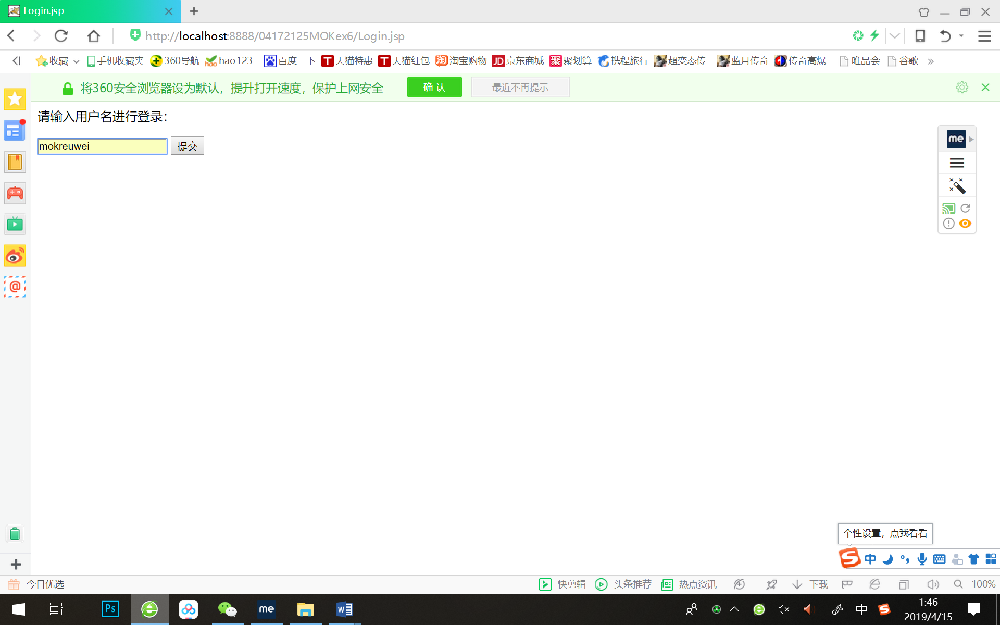 Login.jsp
http://localhost:8888/04172125MOKex6/Login.jsp
收藏 手机收藏夹 360导航 hao123 百度一下 T 天猫特惠 T 天猫红包 淘 淘宝购物 JD 京东商城 聚 聚划算 携程旅行 超变态传 蓝月传奇 传奇高爆 唯品会 谷歌 »
将360安全浏览器设为默认，提升打开速度，保护上网安全 确 认 最近不再提示
请输入用户名进行登录：
mokreuwei 提交
me
个性设置，点我看看
S 中
今日优选 快剪辑 头条推荐 热点资讯 下载 100%
Ps me W 中 S
1:46
2019/4/15